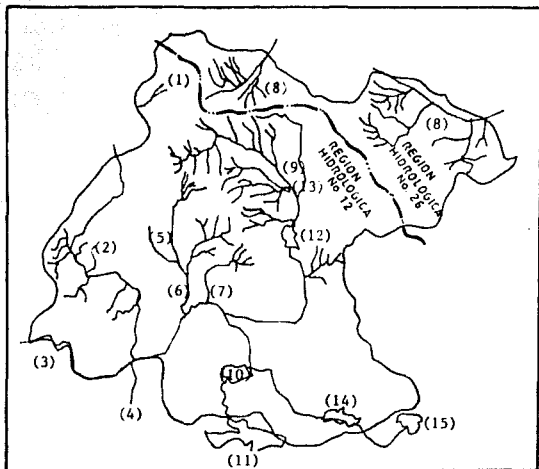 (1)
(8)
(8)
REGION
HIDROLOGICA
No 12
REGION
HIDROLOGICA
No. 26
(9)
(13)
(2)
(5)
(12)
(6)
(7)
(3)
(4)
(10)
(14)
(15)
(11)